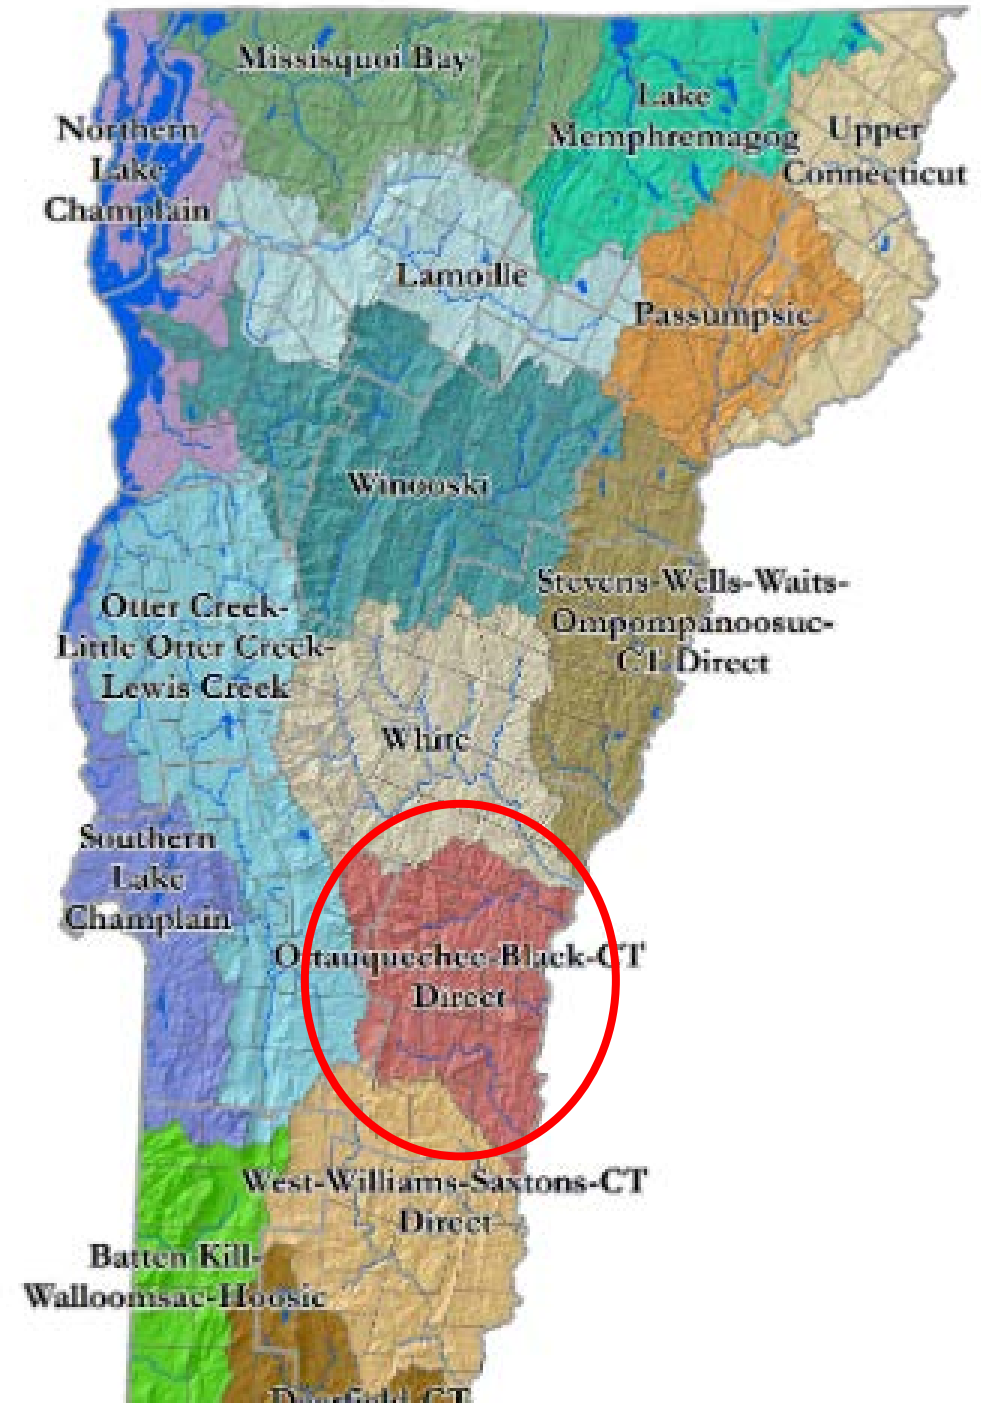 Missisquoi Bay
Lake
Memphremagog
Upper
Connecticut
Northern
Lake
Champlain
Lamoille
Passumpsic
Winooski
Stevens-Wells-Waits-
Ompompanoosuc-
CT Direct
Otter Creek-
Little Otter Creek-
Lewis Creek
White
Southern
Lake
Champlain
Ottauquechee-Black-CT
Direct
West-Williams-Saxtons-CT
Direct
Batten Kill-
Walloomsac-Hoosic
Deerfield-CT